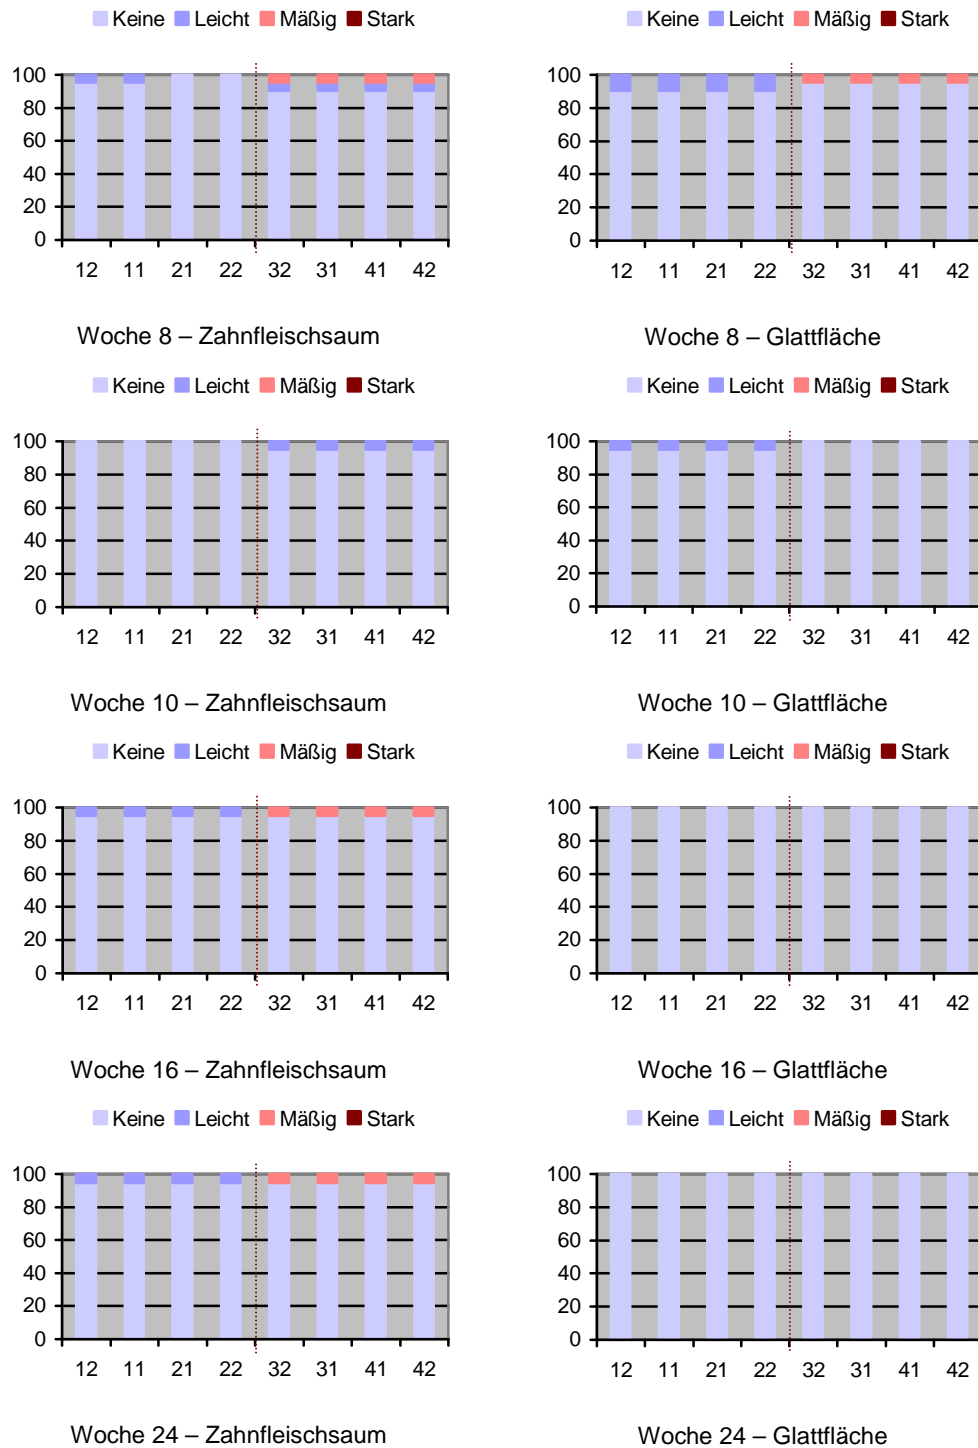 Keine Leicht Mäßig Stark
100
80
60
40
20
0
12 11 21 22 32 31 41 42
Woche 8 – Zahnfleischsaum
Keine Leicht Mäßig Stark
100
80
60
40
20
0
12 11 21 22 32 31 41 42
Woche 8 – Glattfläche
Keine Leicht Mäßig Stark
100
80
60
40
20
0
12 11 21 22 32 31 41 42
Woche 10 – Zahnfleischsaum
Keine Leicht Mäßig Stark
100
80
60
40
20
0
12 11 21 22 32 31 41 42
Woche 10 – Glattfläche
Keine Leicht Mäßig Stark
100
80
60
40
20
0
12 11 21 22 32 31 41 42
Woche 16 – Zahnfleischsaum
Keine Leicht Mäßig Stark
100
80
60
40
20
0
12 11 21 22 32 31 41 42
Woche 16 – Glattfläche
Keine Leicht Mäßig Stark
100
80
60
40
20
0
12 11 21 22 32 31 41 42
Woche 24 – Zahnfleischsaum
Keine Leicht Mäßig Stark
100
80
60
40
20
0
12 11 21 22 32 31 41 42
Woche 24 – Glattfläche